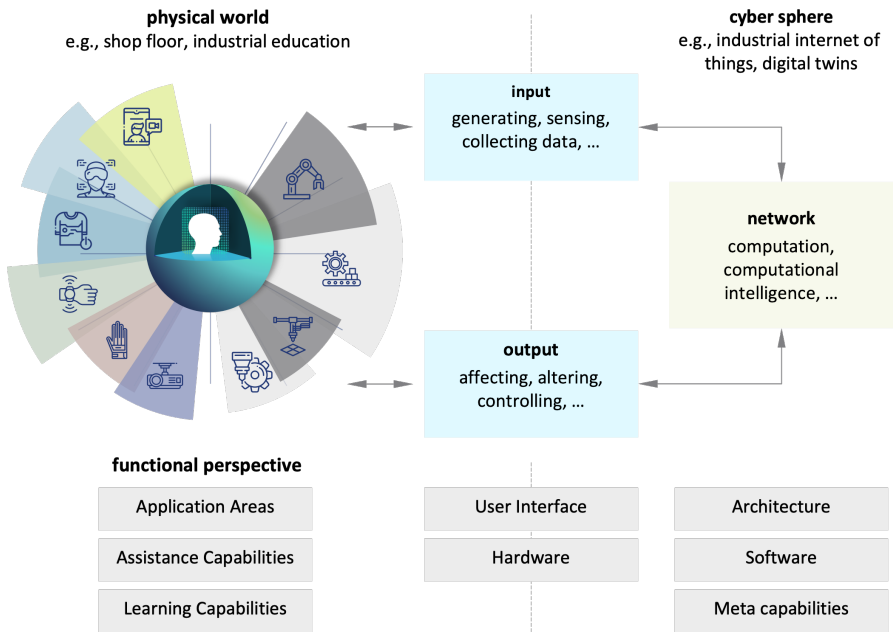 physical world
e.g., shop floor, industrial education
cyber sphere
e.g., industrial internet of
things, digital twins
input
generating, sensing,
collecting data, ...
network
computation,
computational
intelligence, ...
output
affecting, altering,
controlling, ...
functional perspective
Application Areas
User Interface
Architecture
Assistance Capabilities
Hardware
Software
Learning Capabilities
Meta capabilities